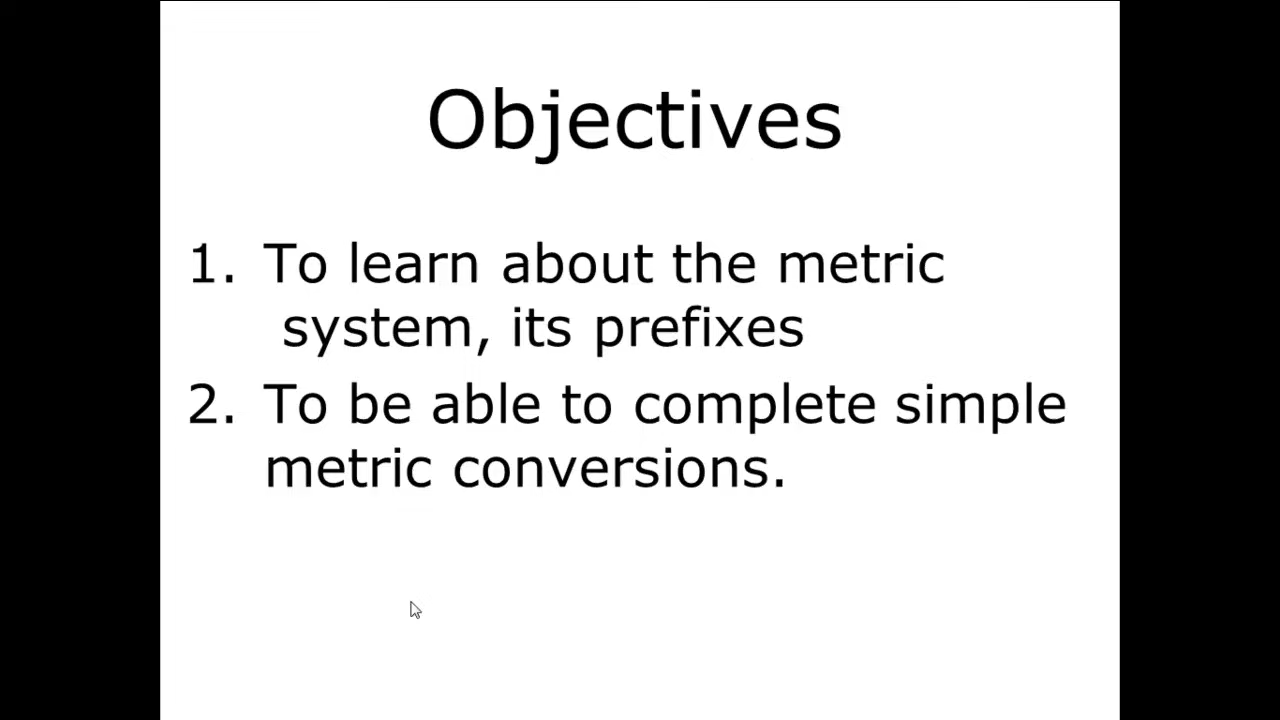 Objectives
1. To learn about the metric
system, its prefixes
2. To be able to complete simple
metric conversions.